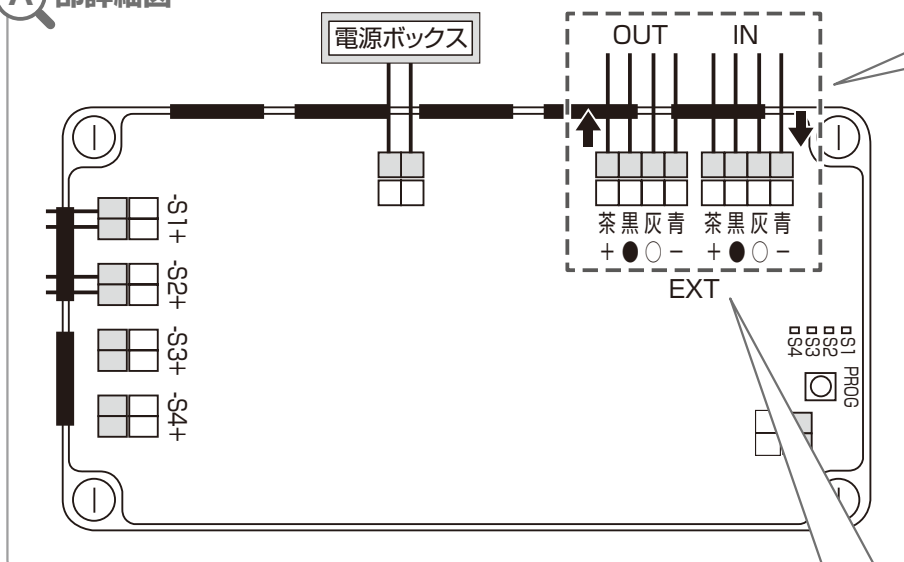 A 部詳細図
電源ボックス
OUT IN
茶 黒 灰 青 茶 黒 灰 青
+ ● ○ - + ● ○ -
EXT
-S1+
-S2+
-S3+
-S4+
S1
S2
S3
S4
PROG